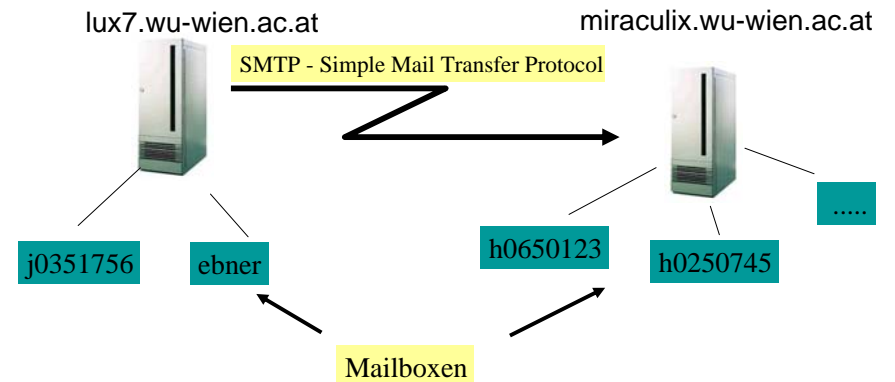 lux7.wu-wien.ac.at
miraculix.wu-wien.ac.at
SMTP - Simple Mail Transfer Protocol
j0351756
ebner
h0650123
h0250745
.....
Mailboxen